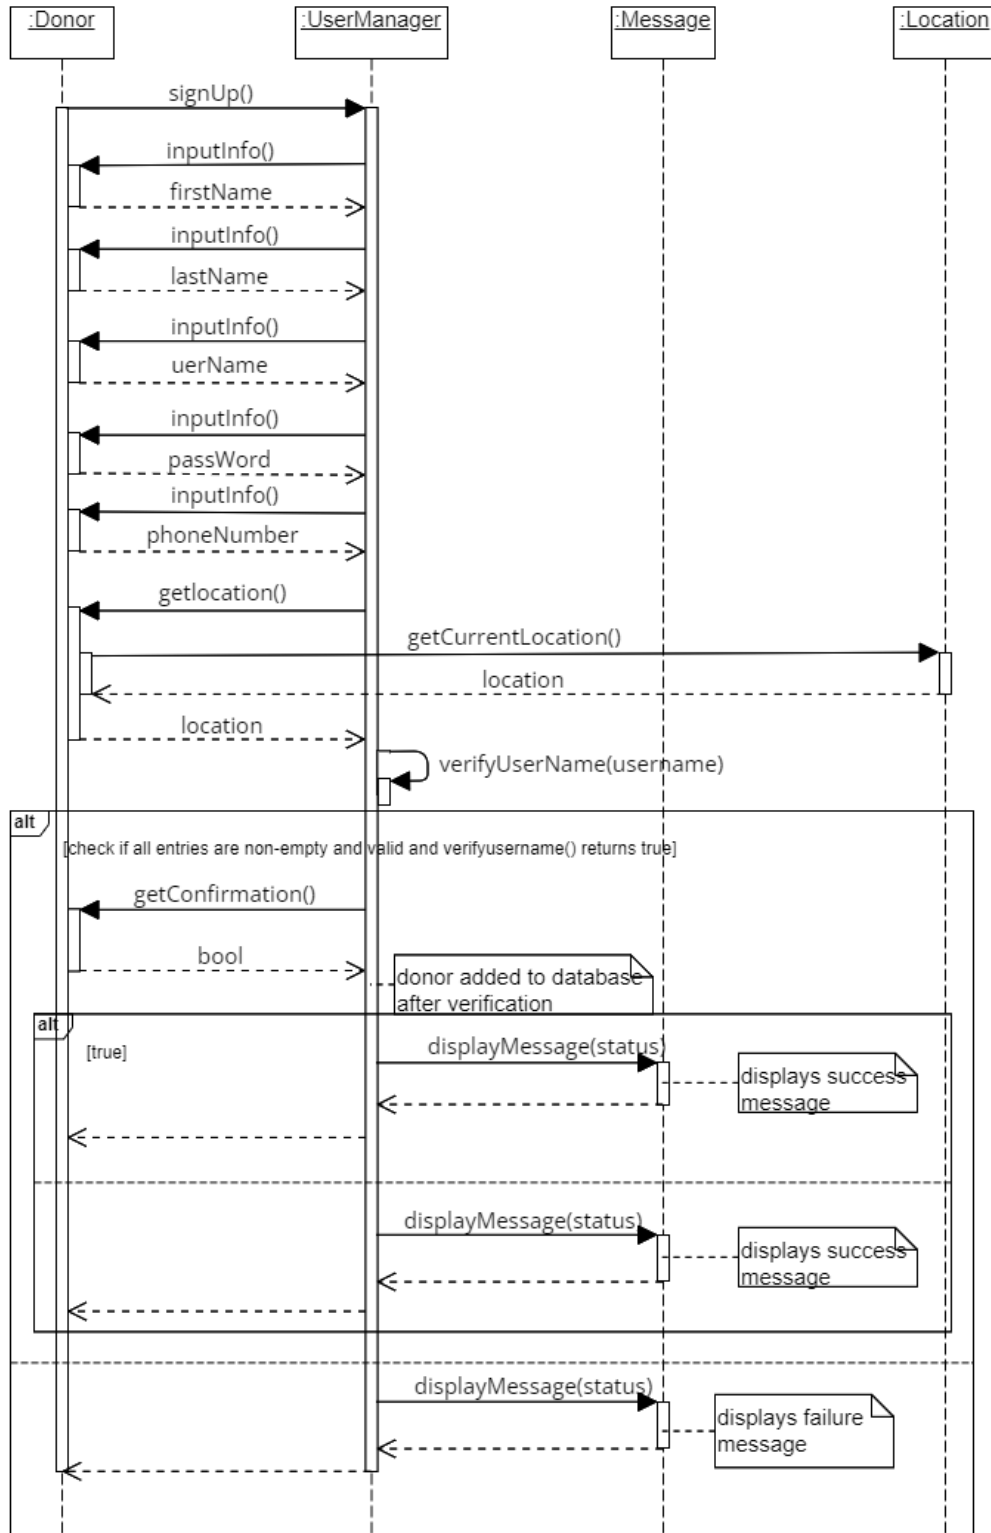 :Donor
:UserManager
:Message
:Location
signUp()
inputInfo()
firstName
inputInfo()
lastName
inputInfo()
uerName
inputInfo()
passWord
inputInfo()
phoneNumber
getlocation()
getCurrentLocation()
location
location
verifyUserName(username)
alt
[check if all entries are non-empty and valid and verifyusername() returns true]
getConfirmation()
bool
donor added to database
after verification
alt
[true]
displayMessage(status)
displays success
message
displayMessage(status)
displays success
message
displayMessage(status)
displays failure
message